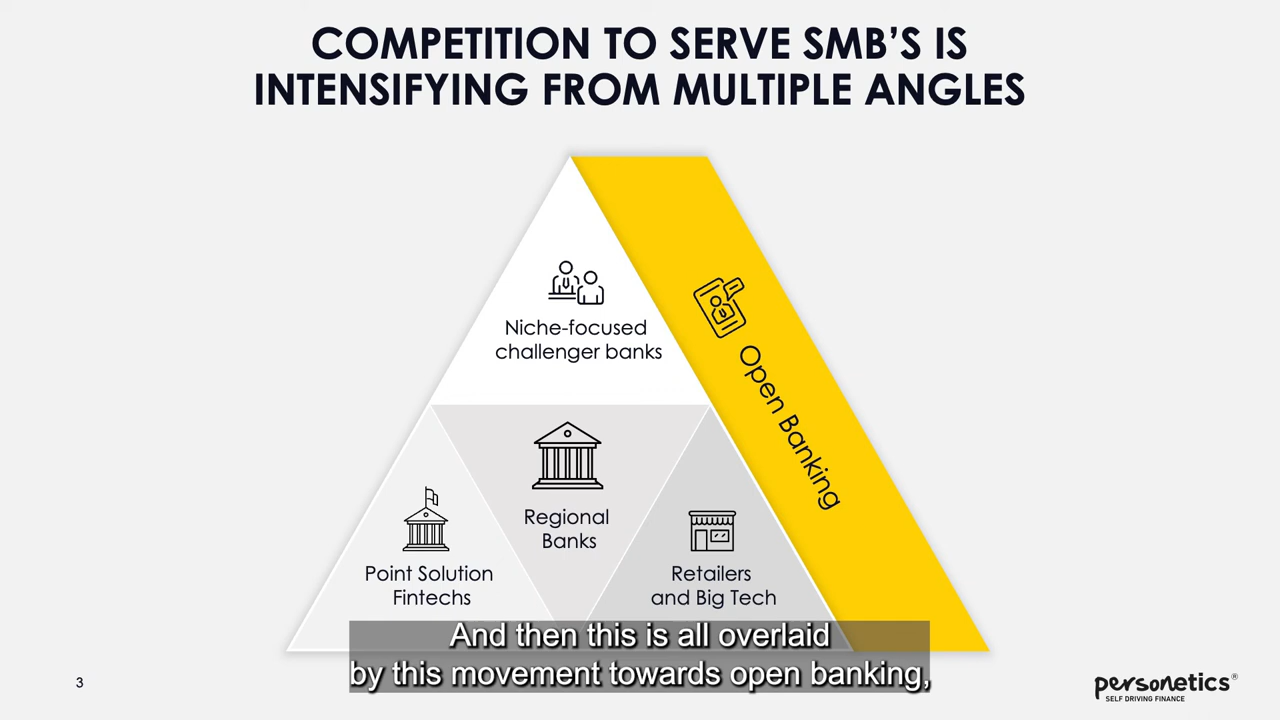 COMPETITION TO SERVE SMB'S IS
INTENSIFYING FROM MULTIPLE ANGLES
Niche-focused
challenger banks
Open Banking
Regional
Banks
Point Solution
Fintechs
Retailers
and Big Tech
And then this is all overlaid
by this movement towards open banking,
3
personetics®
SELF DRIVING FINANCE